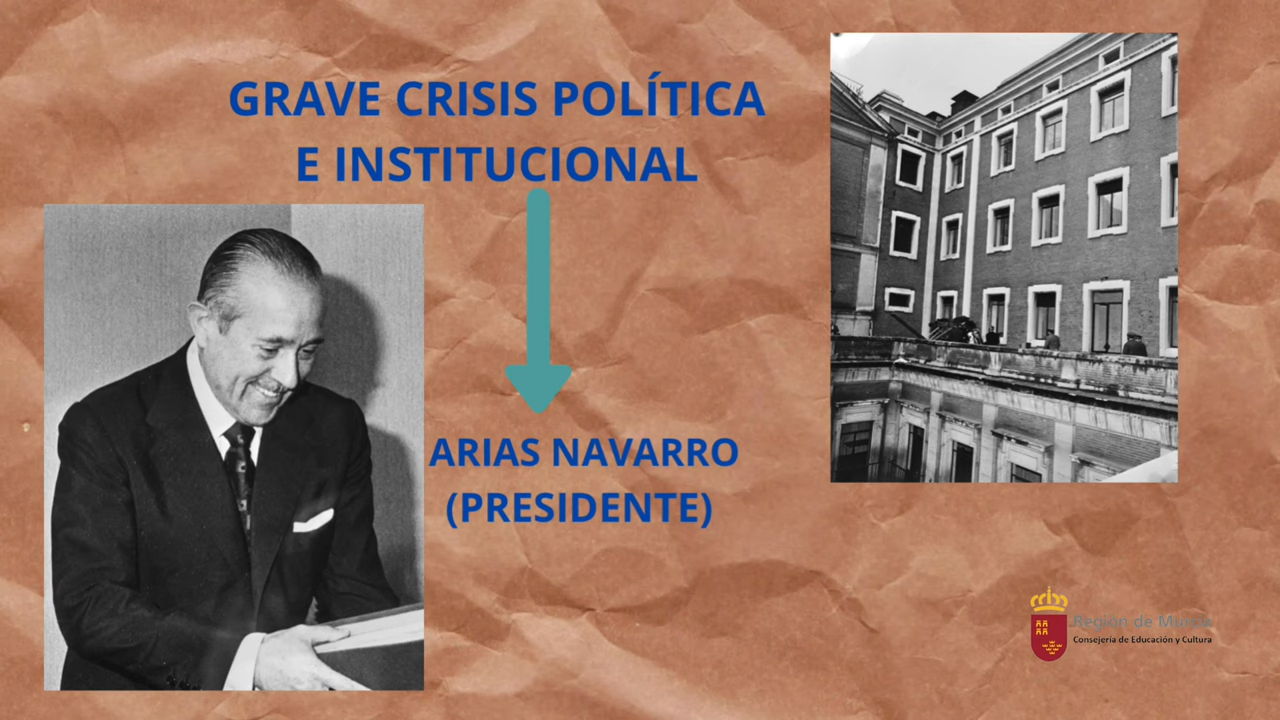 GRAVE CRISIS POLÍTICA
E INSTITUCIONAL
ARIAS NAVARRO
(PRESIDENTE)
Región de Murcia
Consejería de Educación y Cultura